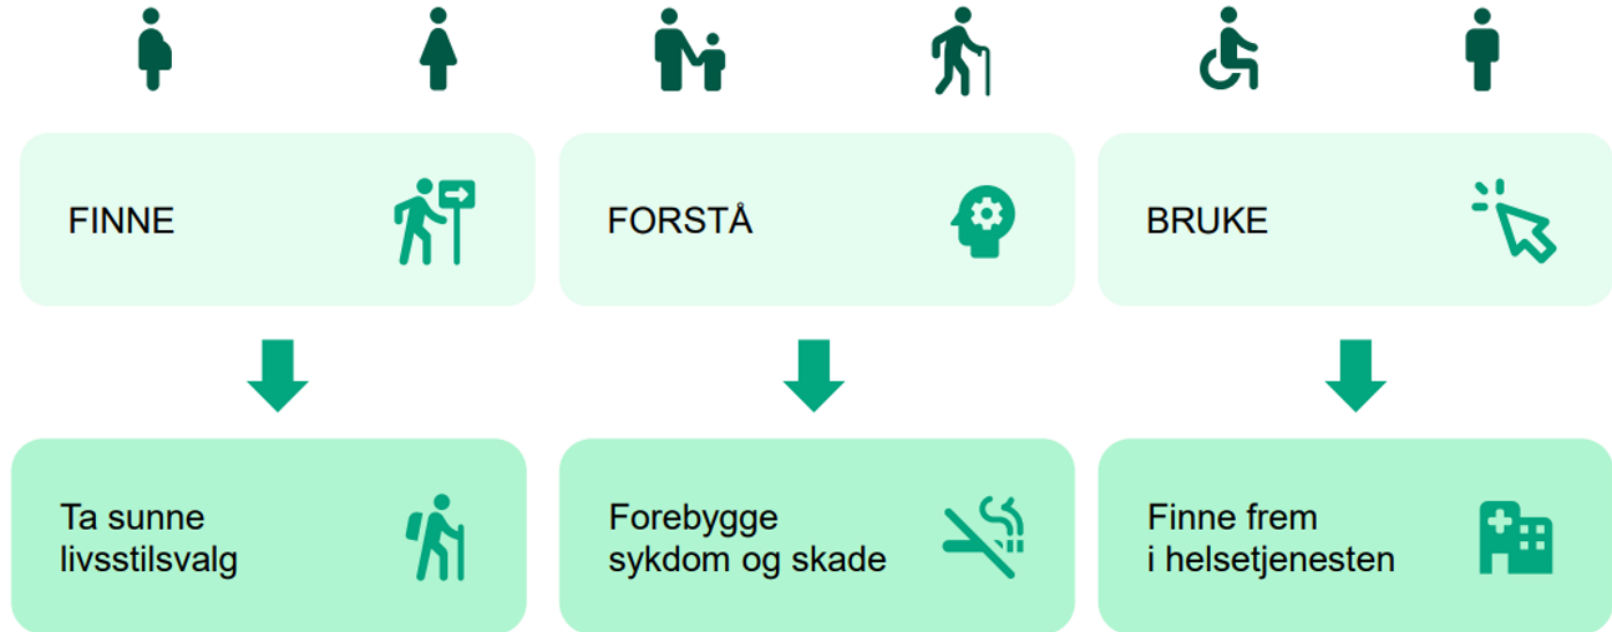 FINNE
FORSTÅ
BRUKE
Ta sunne
livsstilsvalg
Forebygge
sykdom og skade
Finne frem
i helsetjenesten